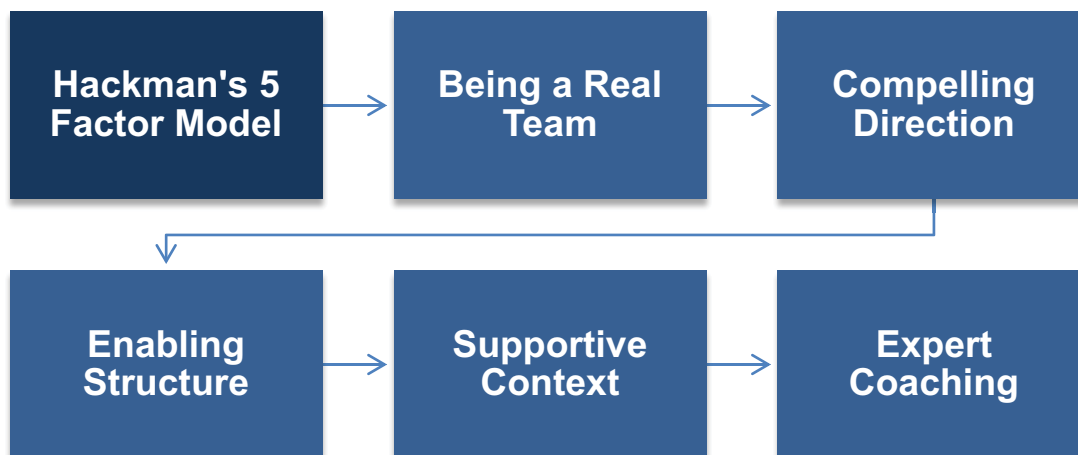 Hackman's 5
Factor Model
Being a Real
Team
Compelling
Direction
Enabling
Structure
Supportive
Context
Expert
Coaching